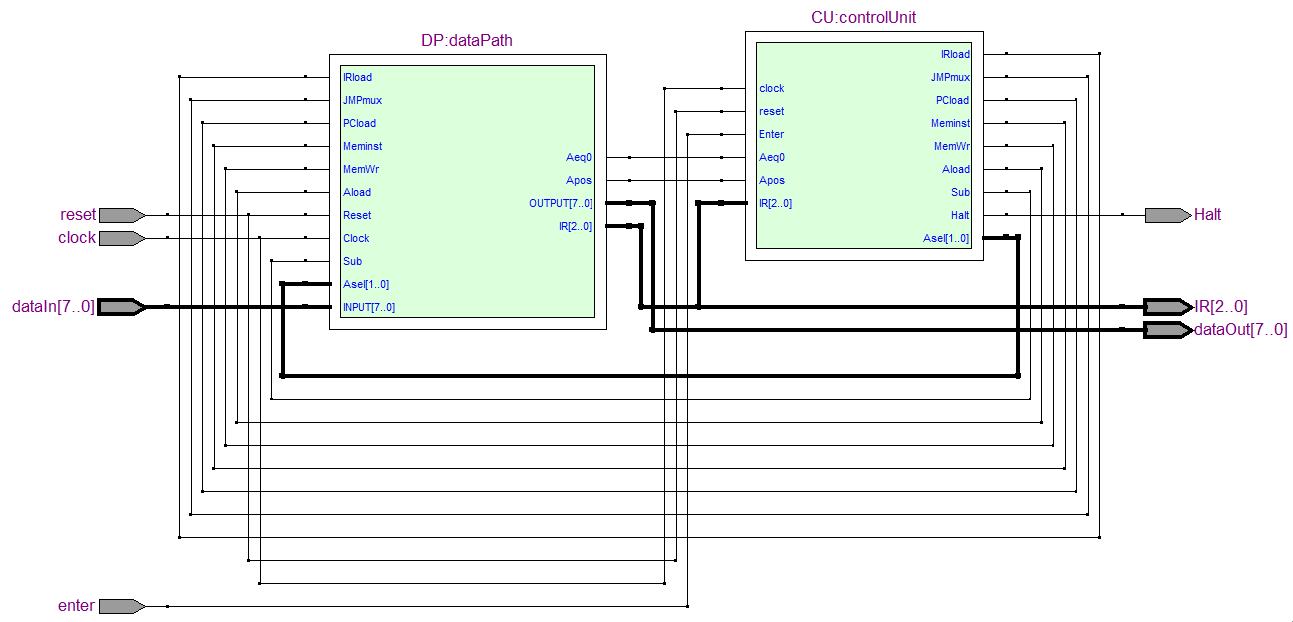 DP:dataPath
IRload
JMPmux
PCload
Meminst
MemWr
Aload
Reset
Clock
Sub
Asel[1..0]
INPUT[7..0]
Aeq0
Apos
OUTPUT[7..0]
IR[2..0]
CU:controlUnit
clock
reset
Enter
Aeq0
Apos
IR[2..0]
IRload
JMPmux
PCload
Meminst
MemWr
Aload
Sub
Halt
Asel[1..0]
reset
clock
dataIn[7..0]
enter
Halt
IR[2..0]
dataOut[7..0]